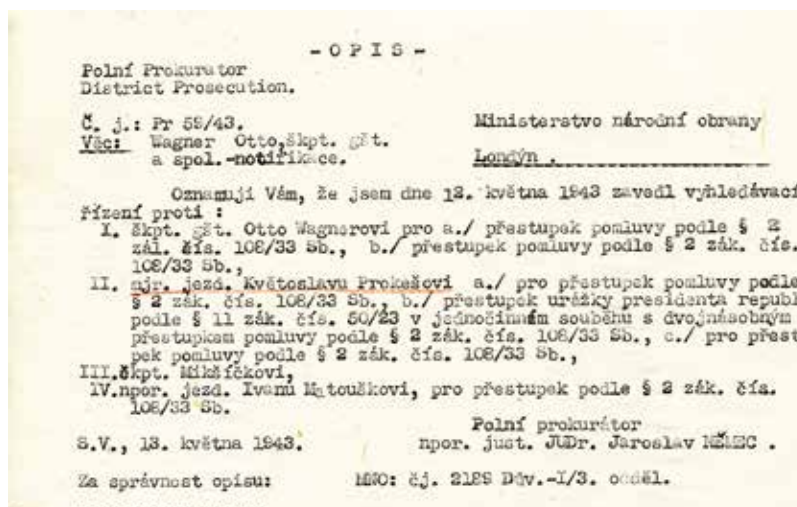 - O P I S -
Polní Prokurator
District Prosecution.
Č. j.: Pr 59/43.
Ministerstvo národní obrany
Věc: Wagner Otto,škpt. gšt.
a spol.-notifikace.
Londýn .
Oznamuji Vám, že jsem dne 12. května 1943 zavedl vyhledávací
řízení proti :
I. škpt. gšt. Otto Wagnerovi pro a./ přestupek pomluvy podle § 2
zál. čís. 108/33 Sb., b./ přestupek pomluvy podle § 2 zák. čís.
108/33 Sb.,
II. mjr. jezd. Květoslavu Prokešovi a./ pro přestupek pomluvy podle
§ 2 zák. čís. 108/33 Sb., b./ přestupek urážky presidenta republ
podle § 11 zák. čís. 50/23 v jednočinném souběhu s dvojnásobným
přestupkem pomluvy podle § 2 zák. čís. 108/33 Sb., c./ pro přest
pek pomluvy podle § 2 zák. čís. 108/33 Sb.,
III.škpt. Mikšíčkovi,
IV.npor. jezd. Ivanu Matouškovi, pro přestupek podle § 2 zák. čís.
108/33 Sb.
Polní prokurátor
S.V., 13. května 1943.
npor. just. JUDr. Jaroslav NĚMEC .
Za správnost opisu:
MNO: čj. 2189 Dův.-I/3. odděl.